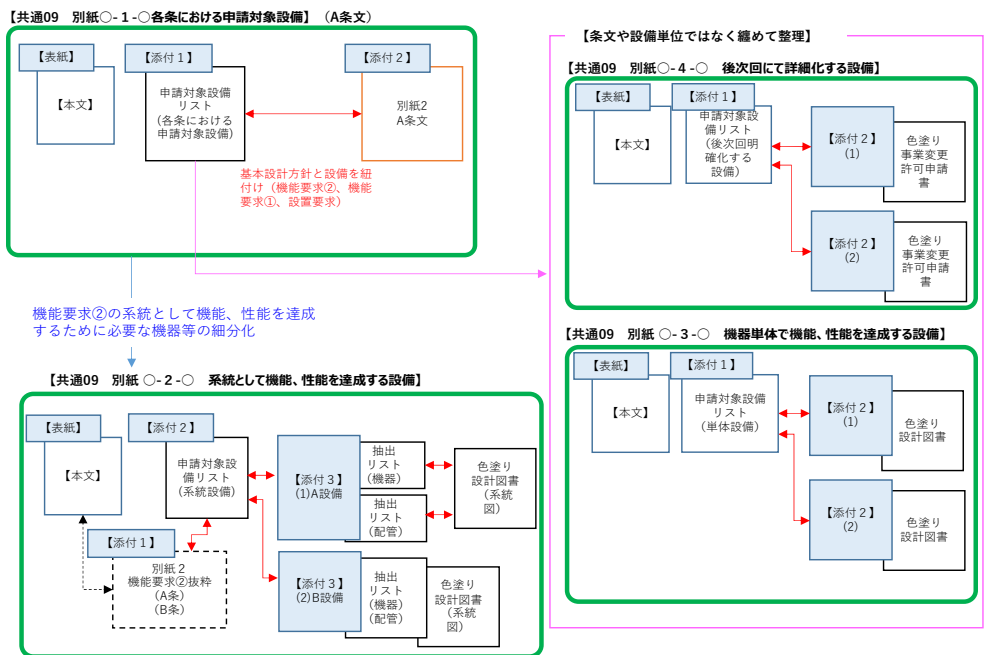 【共通09　別紙○-１-○各条における申請対象設備】（A条文）
【表紙】
【本文】
【添付１】
申請対象設備
リスト
（各条における
申請対象設備）
【添付２】
別紙2
A条文
基本設計方針と設備を紐
付け（機能要求②、機能
要求①、設置要求）
機能要求②の系統として機能、性能を達成
するために必要な機器等の細分化
【共通09　別紙 ○-２-○　系統として機能、性能を達成する設備】
【表紙】
【本文】
【添付２】
申請対象設
備リスト
（系統設備）
【添付１】
別紙２
機能要求②抜粋
（A条）
（B条）
【添付３】
(1)A設備
抽出
リスト
（機器）
抽出
リスト
（配管）
色塗り
設計図書
（系統
図）
【添付３】
(2)B設備
抽出
リスト
（機器）
（配管）
色塗り
設計図書
（系統
図）
【条文や設備単位ではなく纏めて整理】
【共通09　別紙○-４-○　後次回にて詳細化する設備】
【表紙】
【本文】
【添付１】
申請対象設
備リスト
（後次回明
確化する
設備）
【添付２】
(1)
色塗り
事業変更
許可申請
書
【添付２】
(2)
色塗り
事業変更
許可申請
書
【共通09　別紙 ○-３-○　機器単体で機能、性能を達成する設備】
【表紙】
【本文】
【添付１】
申請対象設備
リスト
（単体設備）
【添付２】
(1)
色塗り
設計図書
【添付２】
(2)
色塗り
設計図書